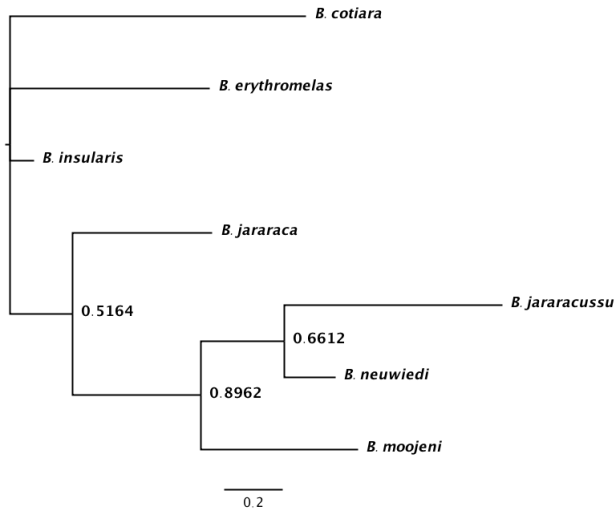 B. cotiara
B. erythromelas
B. insularis
B. jararaca
B. jararacussu
0.5164
0.6612
B. neuwiedi
0.8962
B. moojeni
0.2